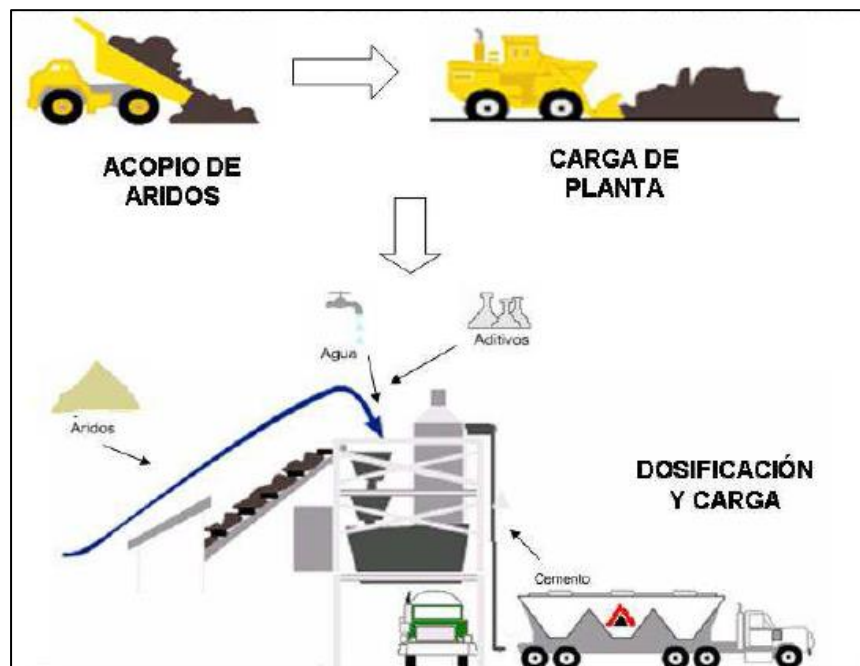 ACOPIO DE
ARIDOS
CARGA DE
PLANTA
Agua
Aditivos
Aridos
DOSIFICACIÓN
Y CARGA
Cemento